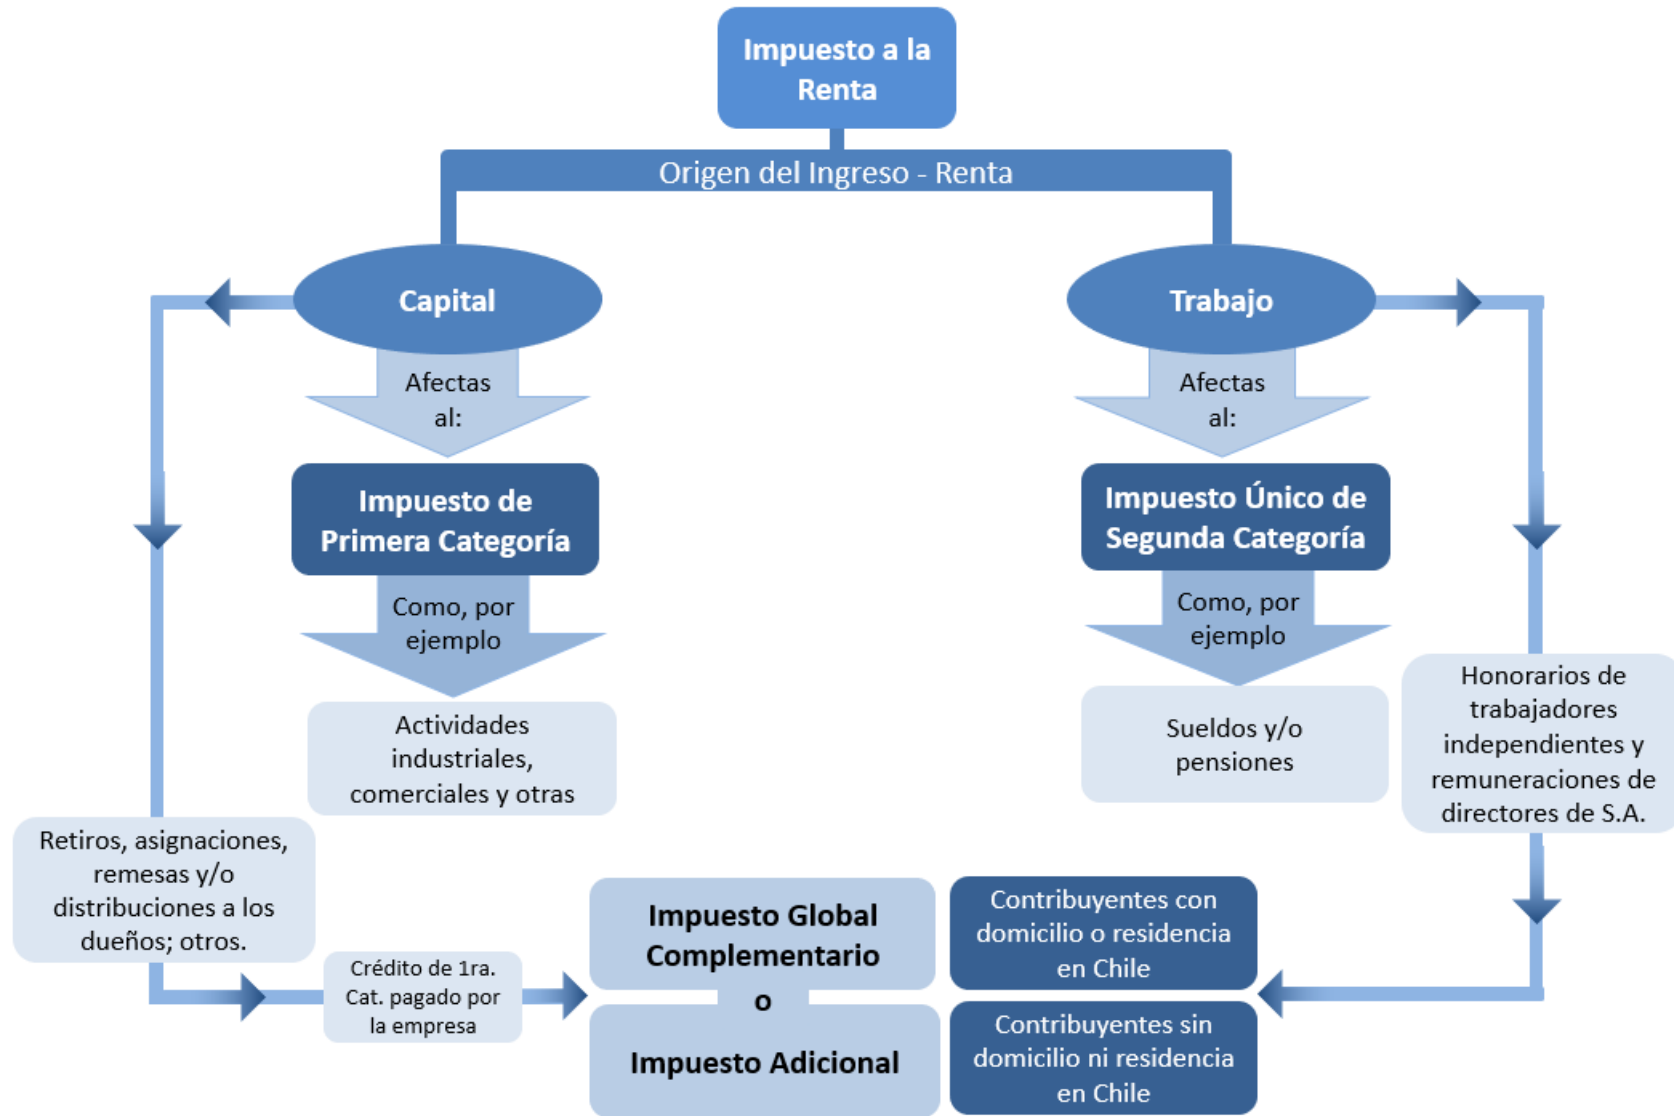 Impuesto a la
Renta
Origen del Ingreso - Renta
Capital
Trabajo
Afectas
al:
Afectas
al:
Impuesto de
Primera Categoría
Impuesto Único de
Segunda Categoría
Como, por
ejemplo
Como, por
ejemplo
Actividades
industriales,
comerciales y otras
Sueldos y/o
pensiones
Honorarios de
trabajadores
independientes y
remuneraciones de
directores de S.A.
Retiros, asignaciones,
remesas y/o
distribuciones a los
dueños; otros.
Crédito de 1ra.
Cat. pagado por
la empresa
Impuesto Global
Complementario
o
Impuesto Adicional
Contribuyentes con
domicilio o residencia
en Chile
Contribuyentes sin
domicilio ni residencia
en Chile